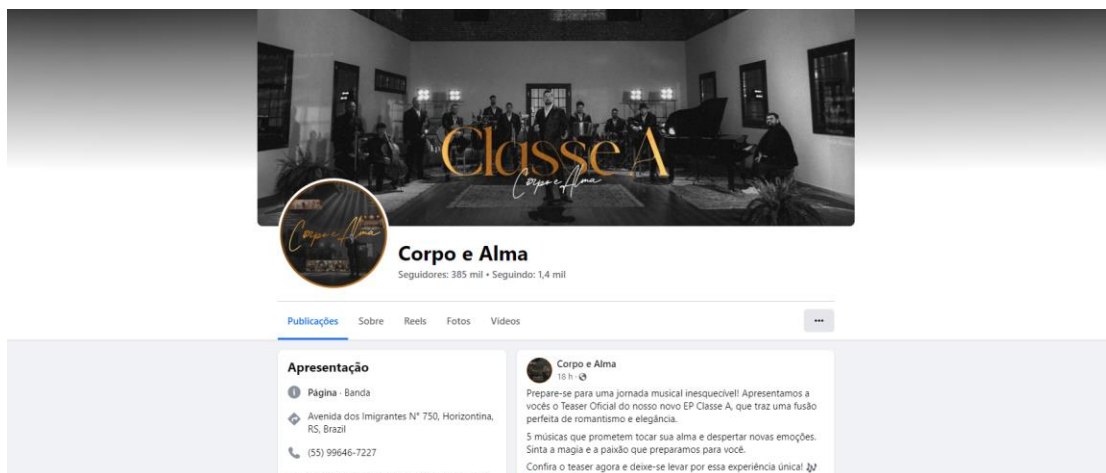 Classe A
Corpo e Alma
Corpo e Alma
Corpo e Alma
Seguidores: 385 mil • Seguindo: 1,4 mil
Publicações Sobre Reels Fotos Vídeos
Apresentação
Página · Banda
Avenida dos Imigrantes N° 750, Horizontina,
RS, Brazil
(55) 99646-7227
Corpo e Alma
18 h ·
Prepare-se para uma jornada musical inesquecível! Apresentamos a
vocês o Teaser Oficial do nosso novo EP Classe A, que traz uma fusão
perfeita de romantismo e elegância.
5 músicas que prometem tocar sua alma e despertar novas emoções.
Sinta a magia e a paixão que preparamos para você.
Confira o teaser agora e deixe-se levar por essa experiência única! 🎶